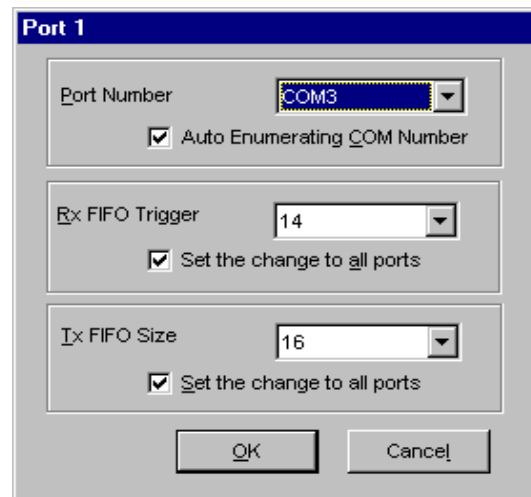 Port 1
Port Number COM3
Auto Enumerating COM Number
Rx FIFO Trigger 14
Set the change to all ports
Tx FIFO Size 16
Set the change to all ports
OK Cancel